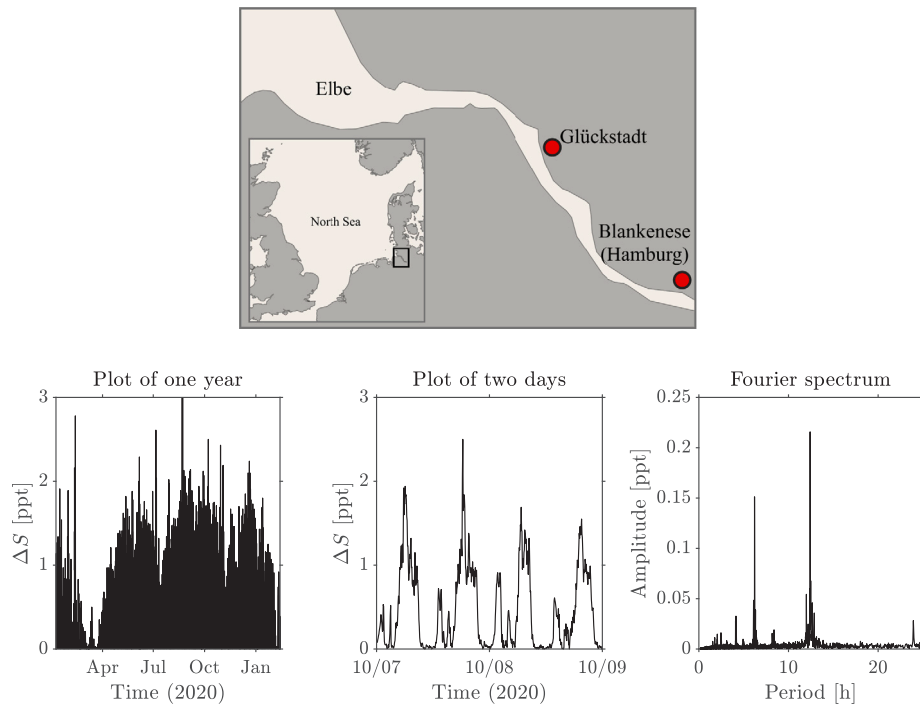 Elbe
Glückstadt
North Sea
Blankenese
(Hamburg)
Plot of one year
Plot of two days
Fourier spectrum
3
2
1
0
ΔS [ppt]
Apr Jul Oct Jan
Time (2020)
3
2
1
0
ΔS [ppt]
10/07 10/08 10/09
Time (2020)
0.25
0.2
0.15
0.1
0.05
0
Amplitude [ppt]
0 10 20
Period [h]